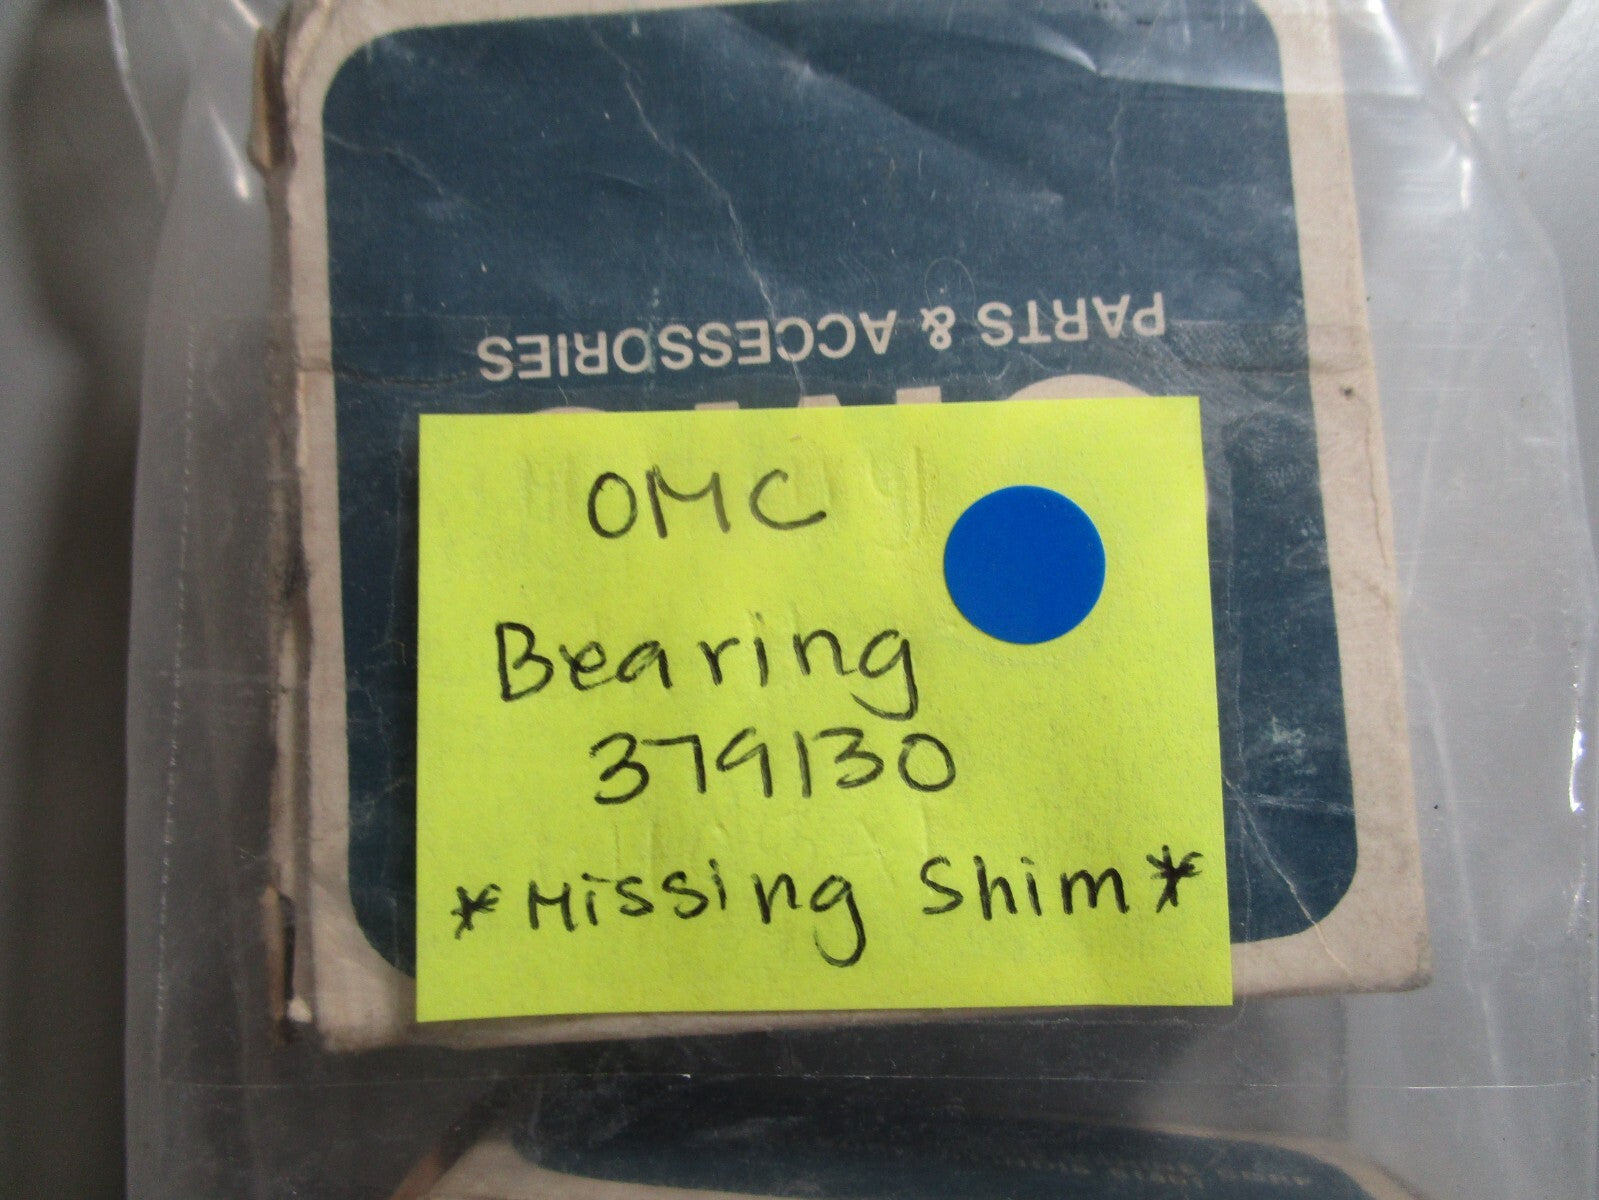 PARTS & ACCESSORIES
OMC
Bearing
379130
*Missing Shim*